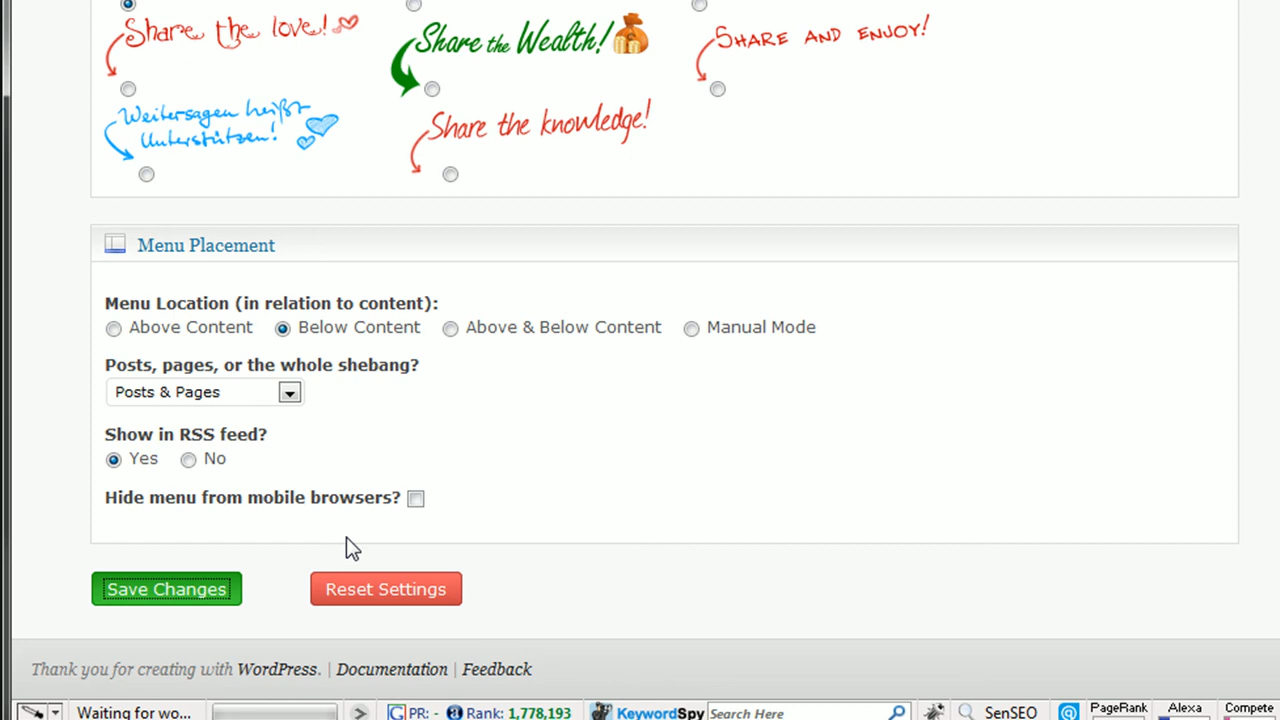 Share the love!
Share the Wealth!
SHARE AND ENJOY!
Weitersagen heißt
Unterstützen!
Share the knowledge!
Menu Placement
Menu Location (in relation to content):
Above Content Below Content Above & Below Content Manual Mode
Posts, pages, or the whole shebang?
Posts & Pages
Show in RSS feed?
Yes No
Hide menu from mobile browsers?
Save Changes Reset Settings
Thank you for creating with WordPress. | Documentation | Feedback
Waiting for wo... PR: - Rank: 1,778,193 KeywordSpy Search Here SenSEO PageRank Alexa Compete